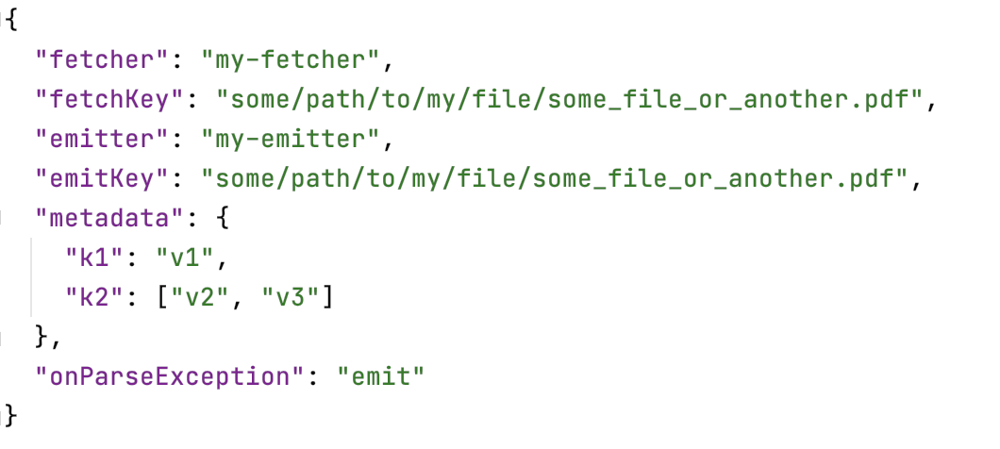 {
  "fetcher": "my-fetcher",
  "fetchKey": "some/path/to/my/file/some_file_or_another.pdf",
  "emitter": "my-emitter",
  "emitKey": "some/path/to/my/file/some_file_or_another.pdf",
  "metadata": {
    "k1": "v1",
    "k2": ["v2", "v3"]
  },
  "onParseException": "emit"
}